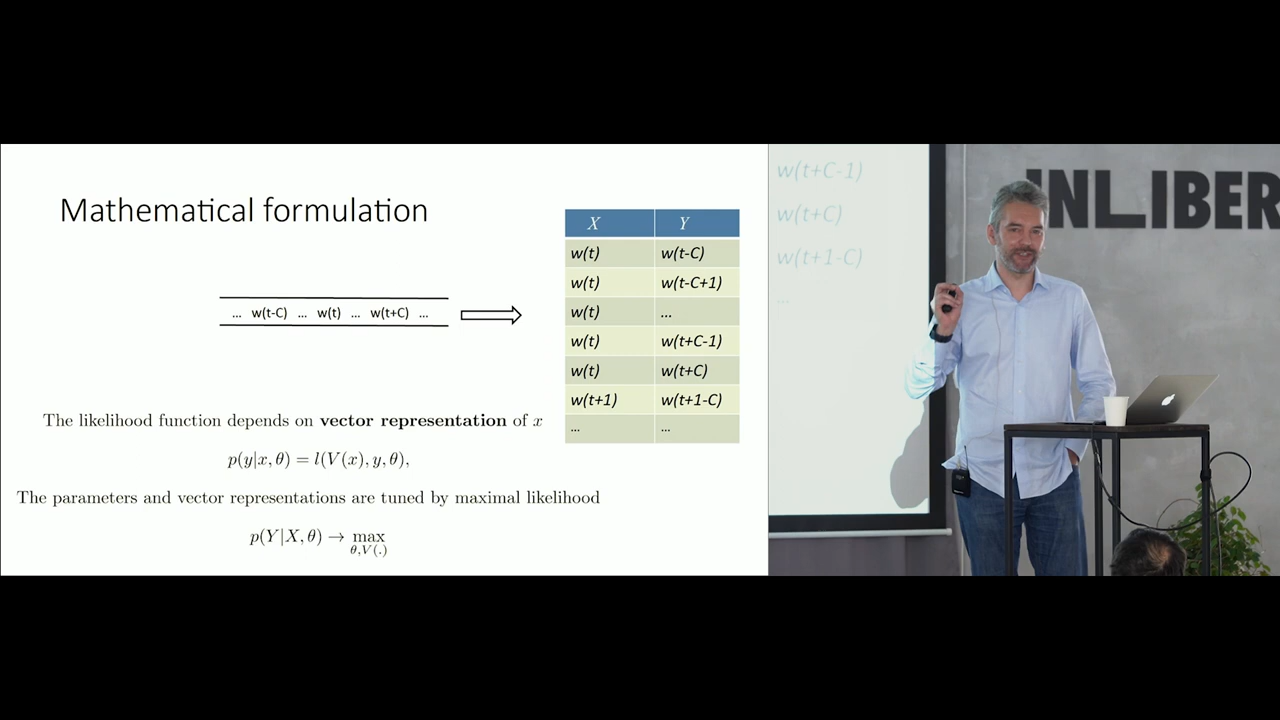 Mathematical formulation
X Y
w(t) w(t-C)
w(t) w(t-C+1)
w(t) ...
w(t) w(t+C-1)
w(t) w(t+C)
w(t+1) w(t+1-C)
... ...
... w(t-C) ... w(t) ... w(t+C) ...
The likelihood function depends on vector representation of x
p(y|x, θ) = l(V(x), y, θ),
The parameters and vector representations are tuned by maximal likelihood
p(Y|X, θ) → max
θ,V(.)
w(t+C-1)
w(t+C)
w(t+1-C)
...
INLIBER